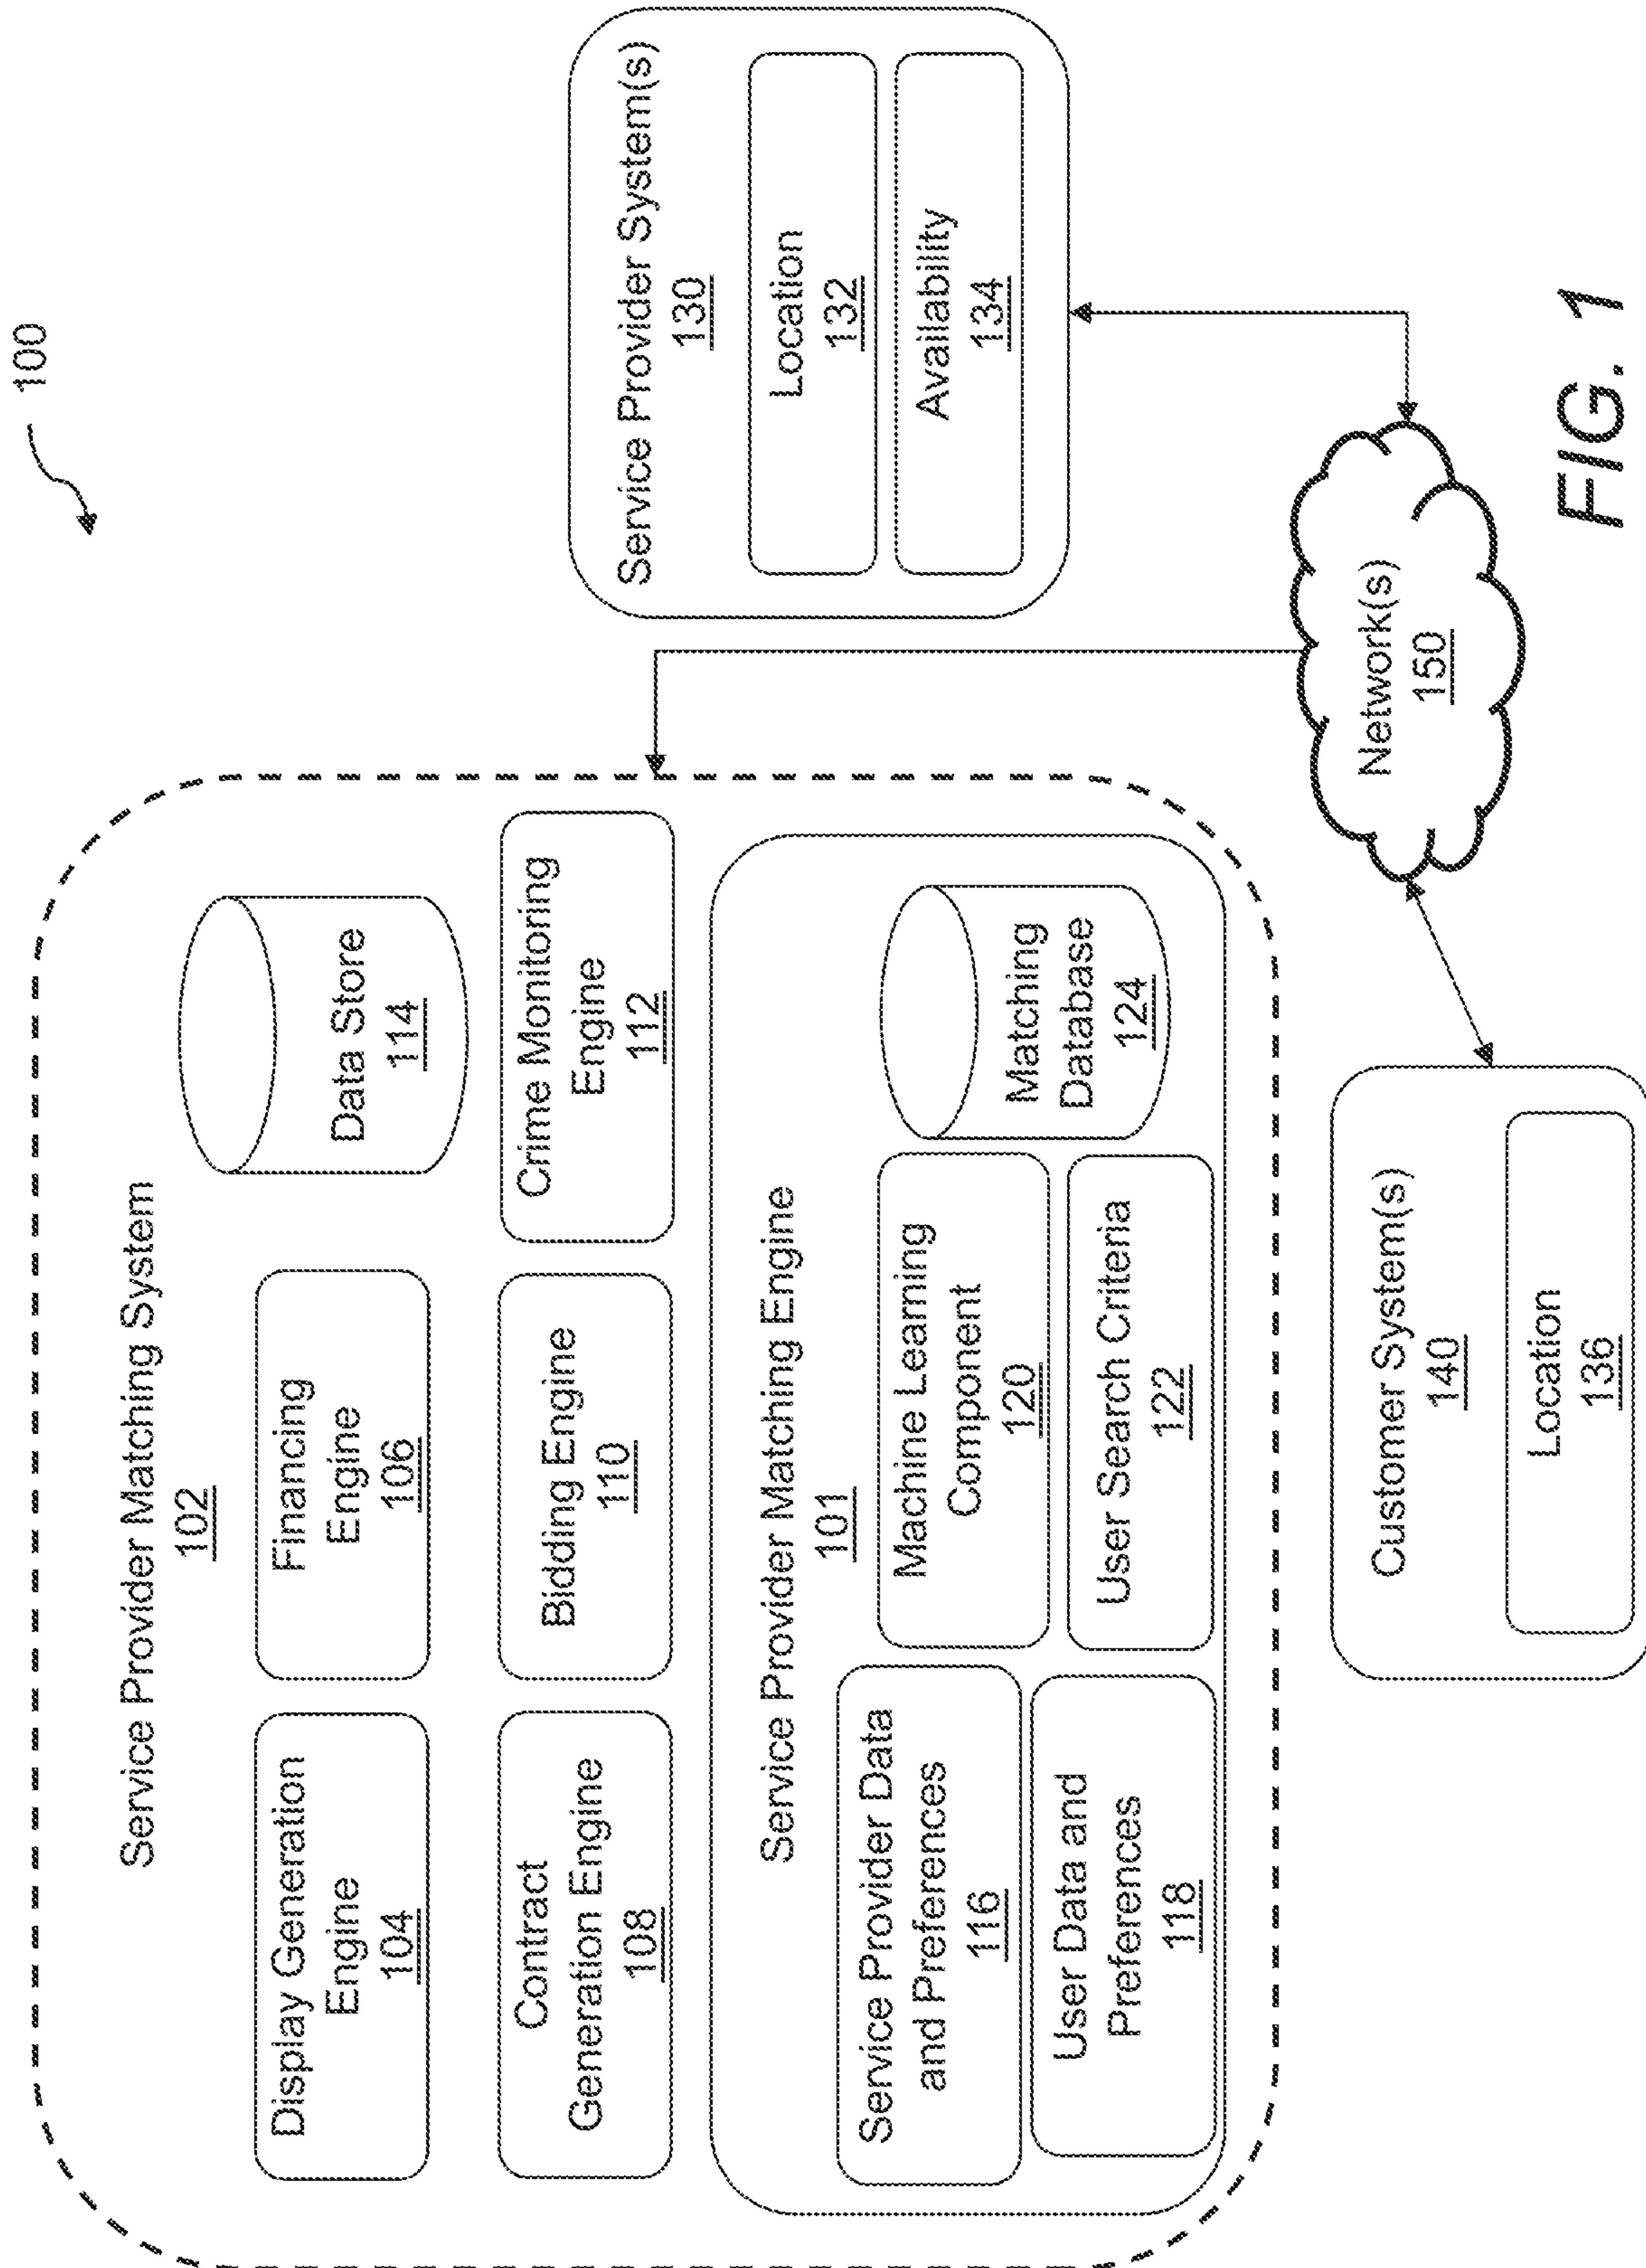 100
Service Provider Matching System
102
Display Generation
Engine
104
Financing
Engine
106
Data Store
114
Contract
Generation Engine
108
Bidding Engine
110
Crime Monitoring
Engine
112
Service Provider Matching Engine
101
Service Provider Data
and Preferences
116
Machine Learning
Component
120
Matching
Database
124
User Data and
Preferences
118
User Search Criteria
122
Service Provider System(s)
130
Location
132
Availability
134
Customer System(s)
140
Location
136
Network(s)
150
FIG. 1